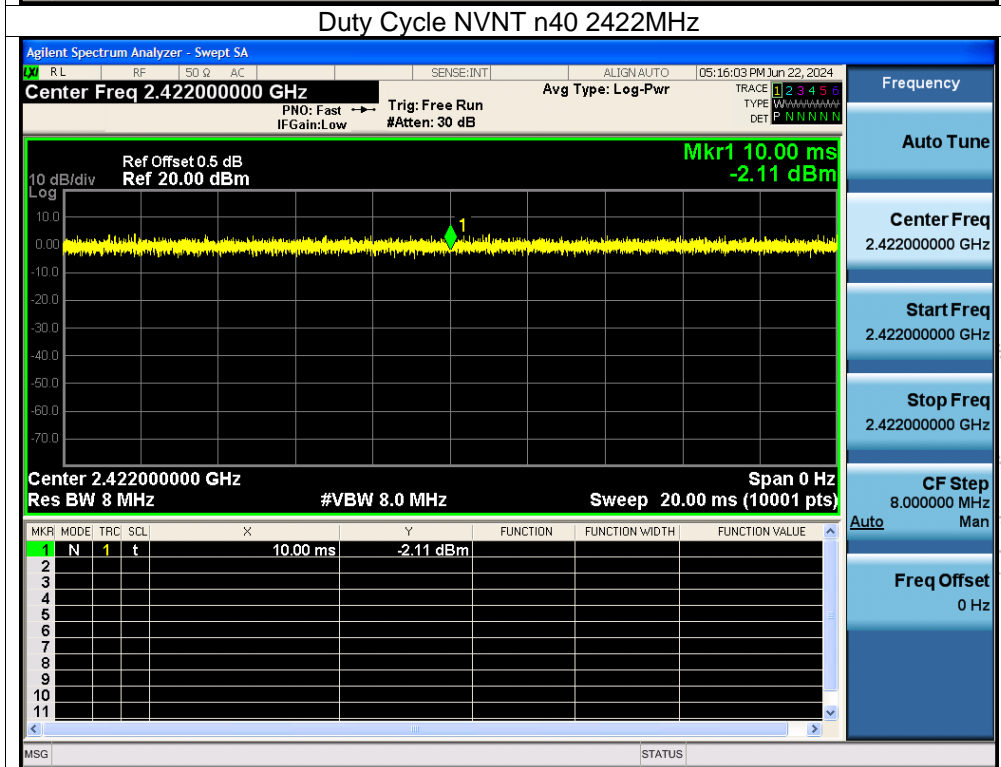 Duty Cycle NVNT n40 2422MHz
Agilent Spectrum Analyzer - Swept SA
LXI RL RF 50 Ω AC SENSE:INT ALIGN AUTO 05:16:03 PM Jun 22, 2024
Center Freq 2.422000000 GHz Avg Type: Log-Pwr TRACE 1 2 3 4 5 6
PNO: Fast Trig: Free Run TYPE WWWWWW
IFGain:Low #Atten: 30 dB DET P N N N N N
Frequency
Mkr1 10.00 ms
Ref Offset 0.5 dB
-2.11 dBm
10 dB/div Ref 20.00 dBm
Log
10.0
1
0.00
-10.0
-20.0
-30.0
-40.0
-50.0
-60.0
-70.0
Center 2.422000000 GHz Span 0 Hz
Res BW 8 MHz #VBW 8.0 MHz Sweep 20.00 ms (10001 pts)
MKR MODE TRC SCL X Y FUNCTION FUNCTION WIDTH FUNCTION VALUE
1 N 1 t 10.00 ms -2.11 dBm
2
3
4
5
6
7
8
9
10
11
MSG STATUS
Auto Tune
Center Freq
2.422000000 GHz
Start Freq
2.422000000 GHz
Stop Freq
2.422000000 GHz
CF Step
8.000000 MHz
Auto Man
Freq Offset
0 Hz